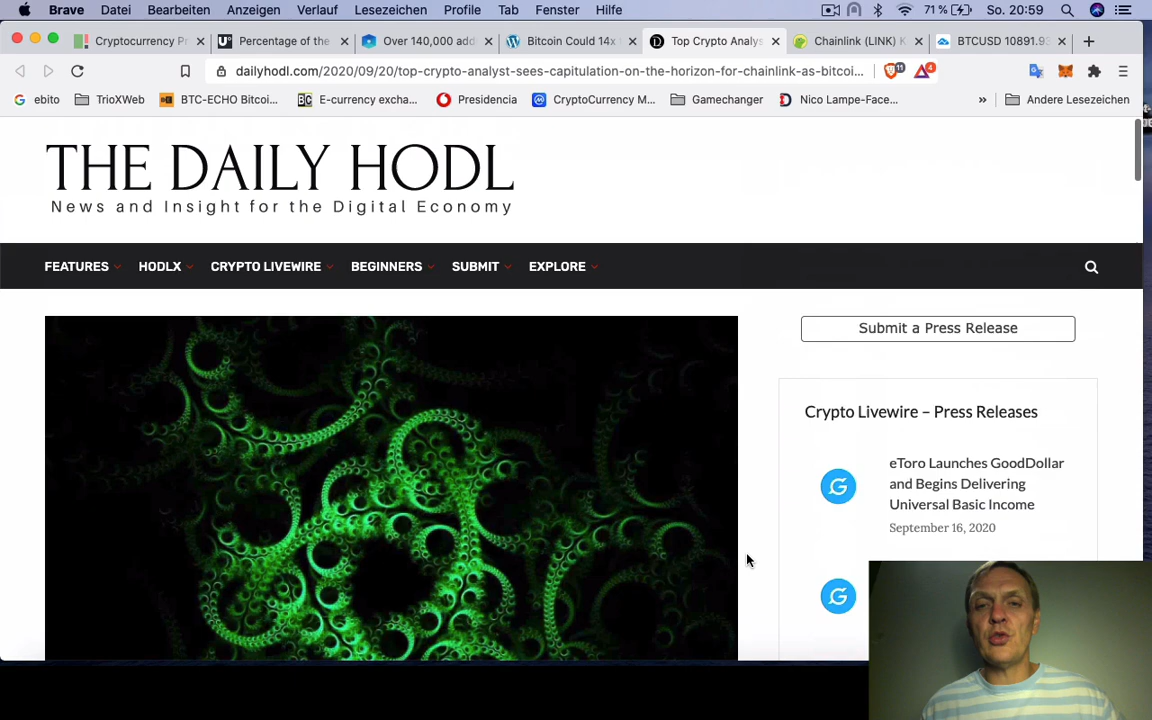 Brave Datei Bearbeiten Anzeigen Verlauf Lesezeichen Profile Tab Fenster Hilfe 71 % So. 20:59
Cryptocurrency Pr Percentage of the Over 140,000 add Bitcoin Could 14x Top Crypto Analys Chainlink (LINK) K BTCUSD 10891.93
dailyhodl.com/2020/09/20/top-crypto-analyst-sees-capitulation-on-the-horizon-for-chainlink-as-bitcoi... 11 4
ebito TrioXWeb BTC-ECHO Bitcoi... E-currency excha... Presidencia CryptoCurrency M... Gamechanger Nico Lampe-Face... » Andere Lesezeichen
THE DAILY HODL
News and Insight for the Digital Economy
FEATURES HODLX CRYPTO LIVEWIRE BEGINNERS SUBMIT EXPLORE
Submit a Press Release
Crypto Livewire – Press Releases
eToro Launches GoodDollar
and Begins Delivering
Universal Basic Income
September 16, 2020